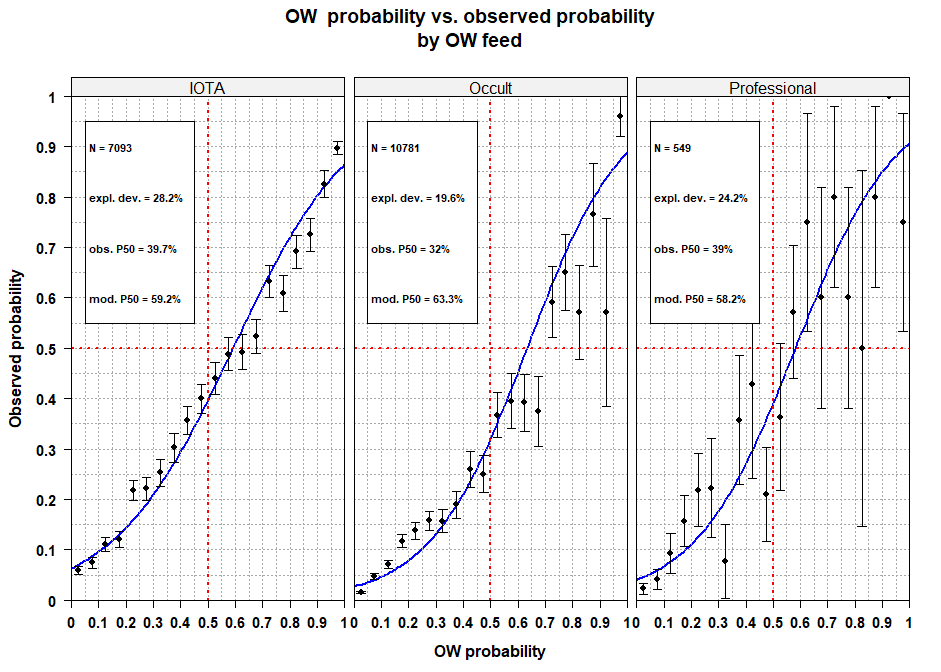 OW  probability vs. observed probability
by OW feed
IOTA
Occult
Professional
N = 7093
expl. dev. = 28.2%
obs. P50 = 39.7%
mod. P50 = 59.2%
N = 10781
expl. dev. = 19.6%
obs. P50 = 32%
mod. P50 = 63.3%
N = 549
expl. dev. = 24.2%
obs. P50 = 39%
mod. P50 = 58.2%
Observed probability
1
0.9
0.8
0.7
0.6
0.5
0.4
0.3
0.2
0.1
0
0 0.1 0.2 0.3 0.4 0.5 0.6 0.7 0.8 0.9 1
0 0.1 0.2 0.3 0.4 0.5 0.6 0.7 0.8 0.9 1
0 0.1 0.2 0.3 0.4 0.5 0.6 0.7 0.8 0.9 1
OW probability